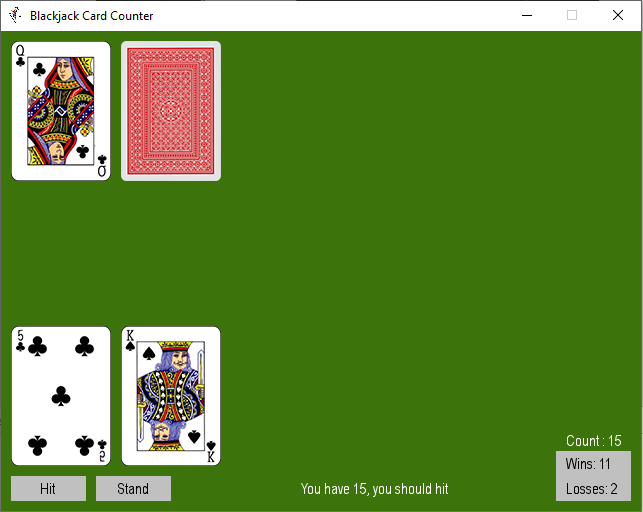 Blackjack Card Counter
Q
Q
5
5
K
K
Hit
Stand
You have 15, you should hit
Count : 15
Wins: 11
Losses: 2